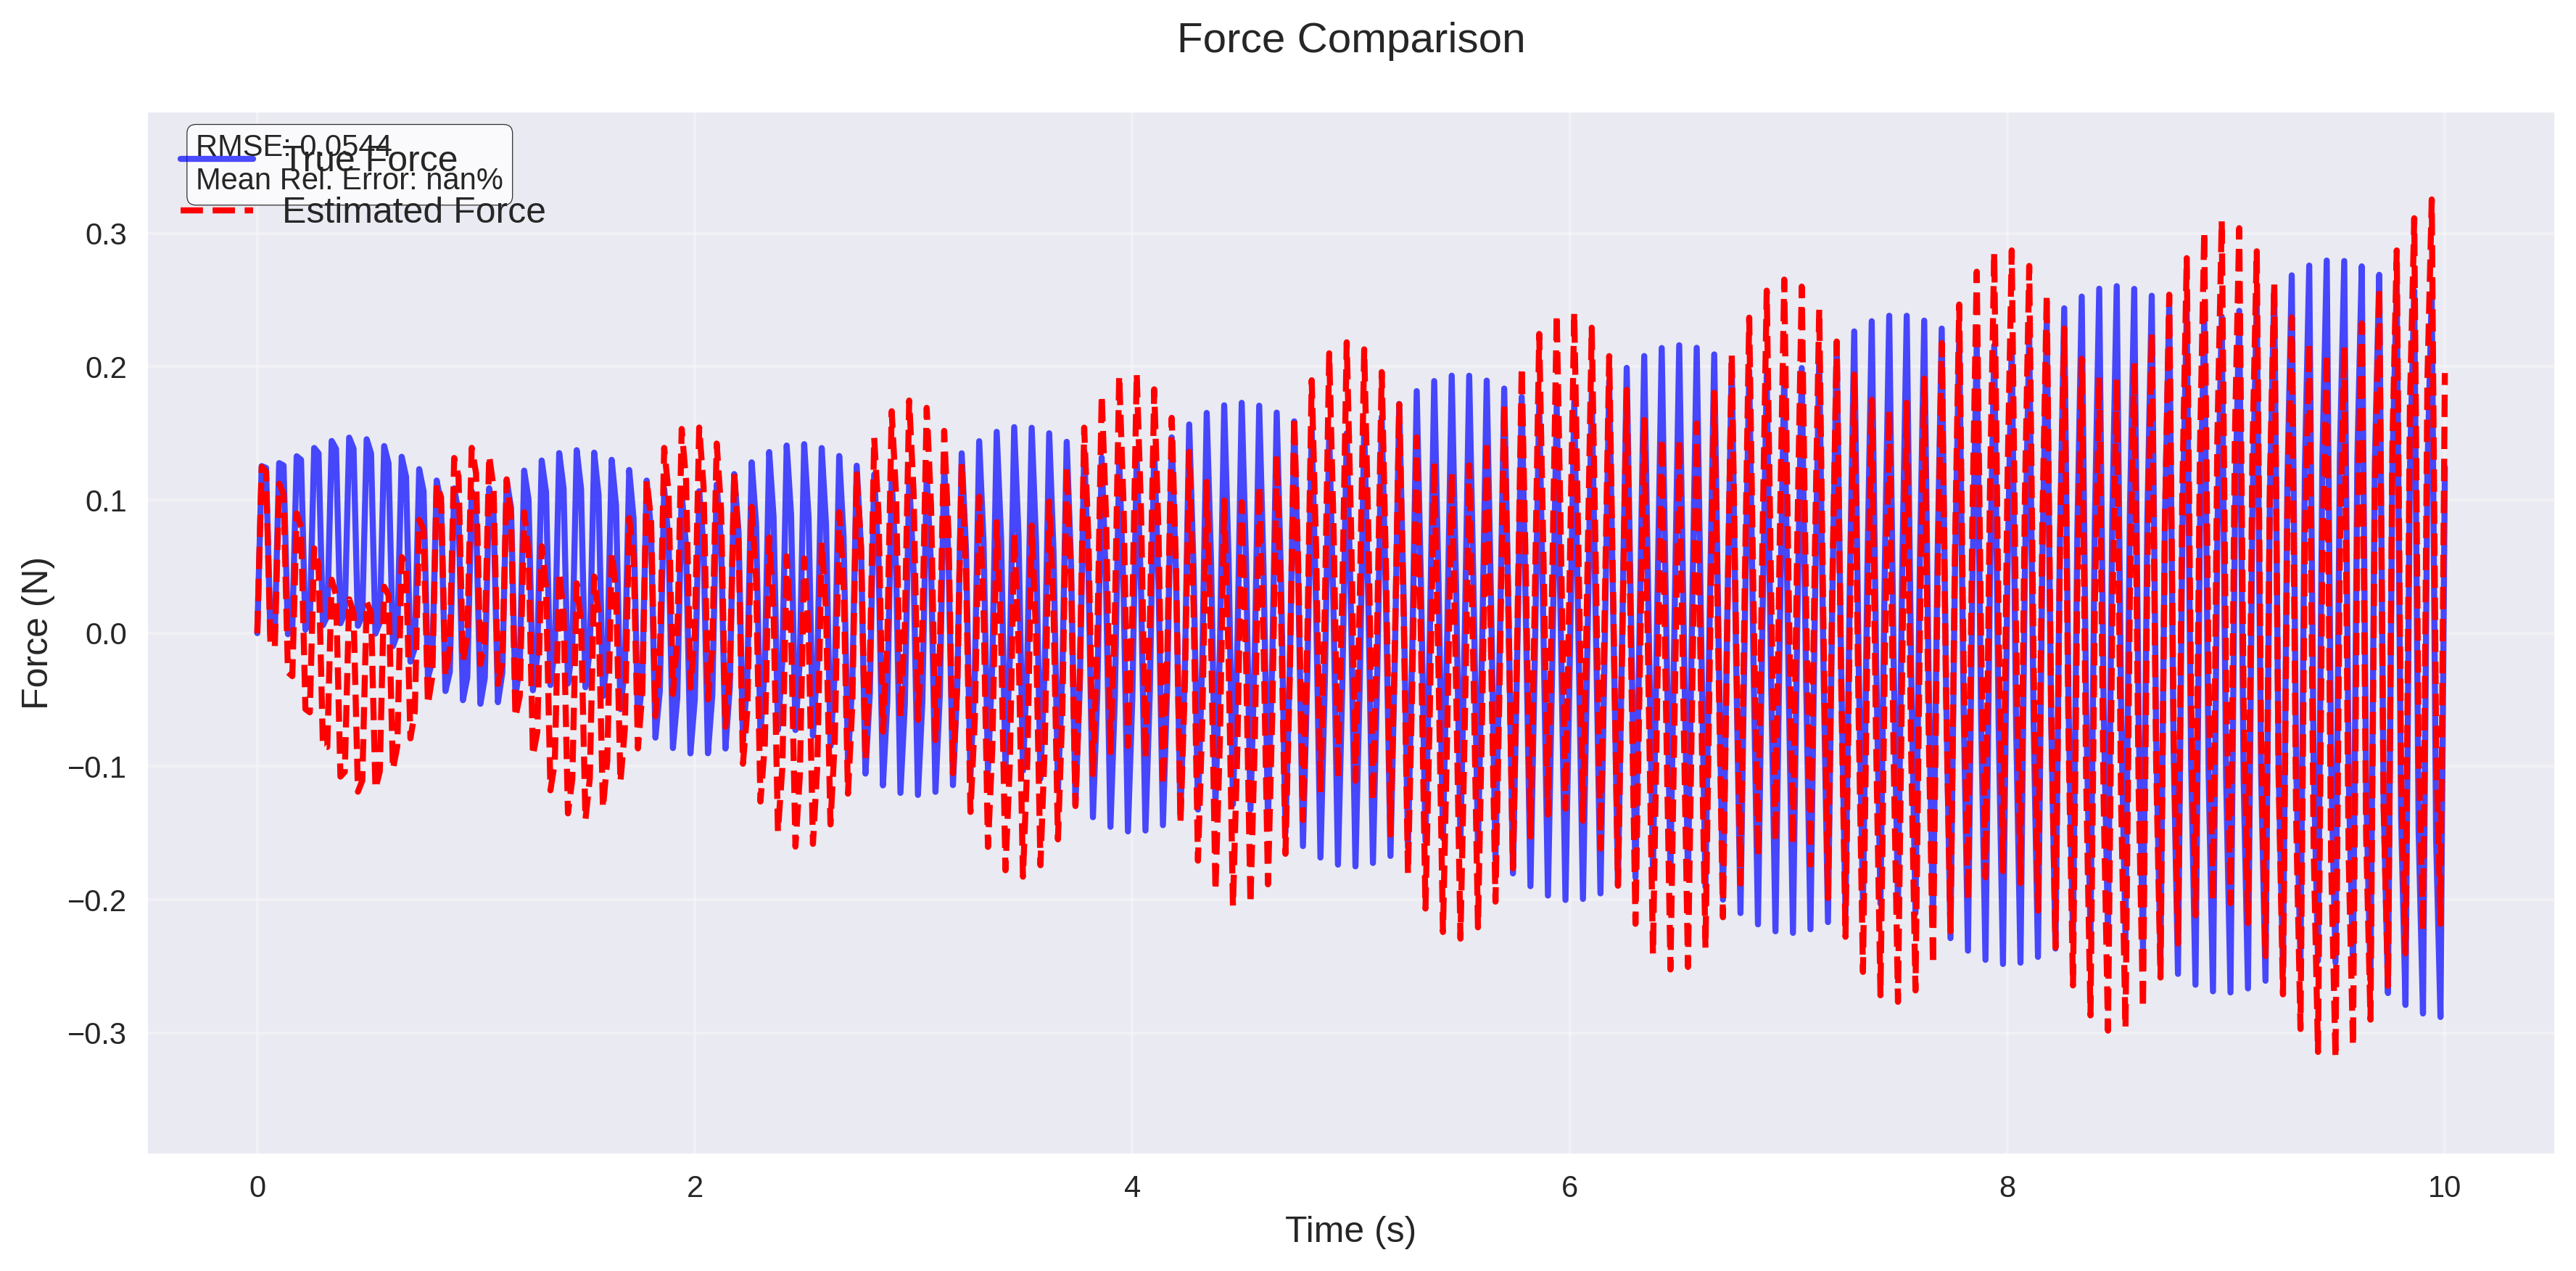 Force Comparison
RMSE: 0.0544
True Force
Mean Rel. Error: nan%
Estimated Force
0.3
0.2
0.1
0.0
−0.1
−0.2
−0.3
Force (N)
0 2 4 6 8 10
Time (s)